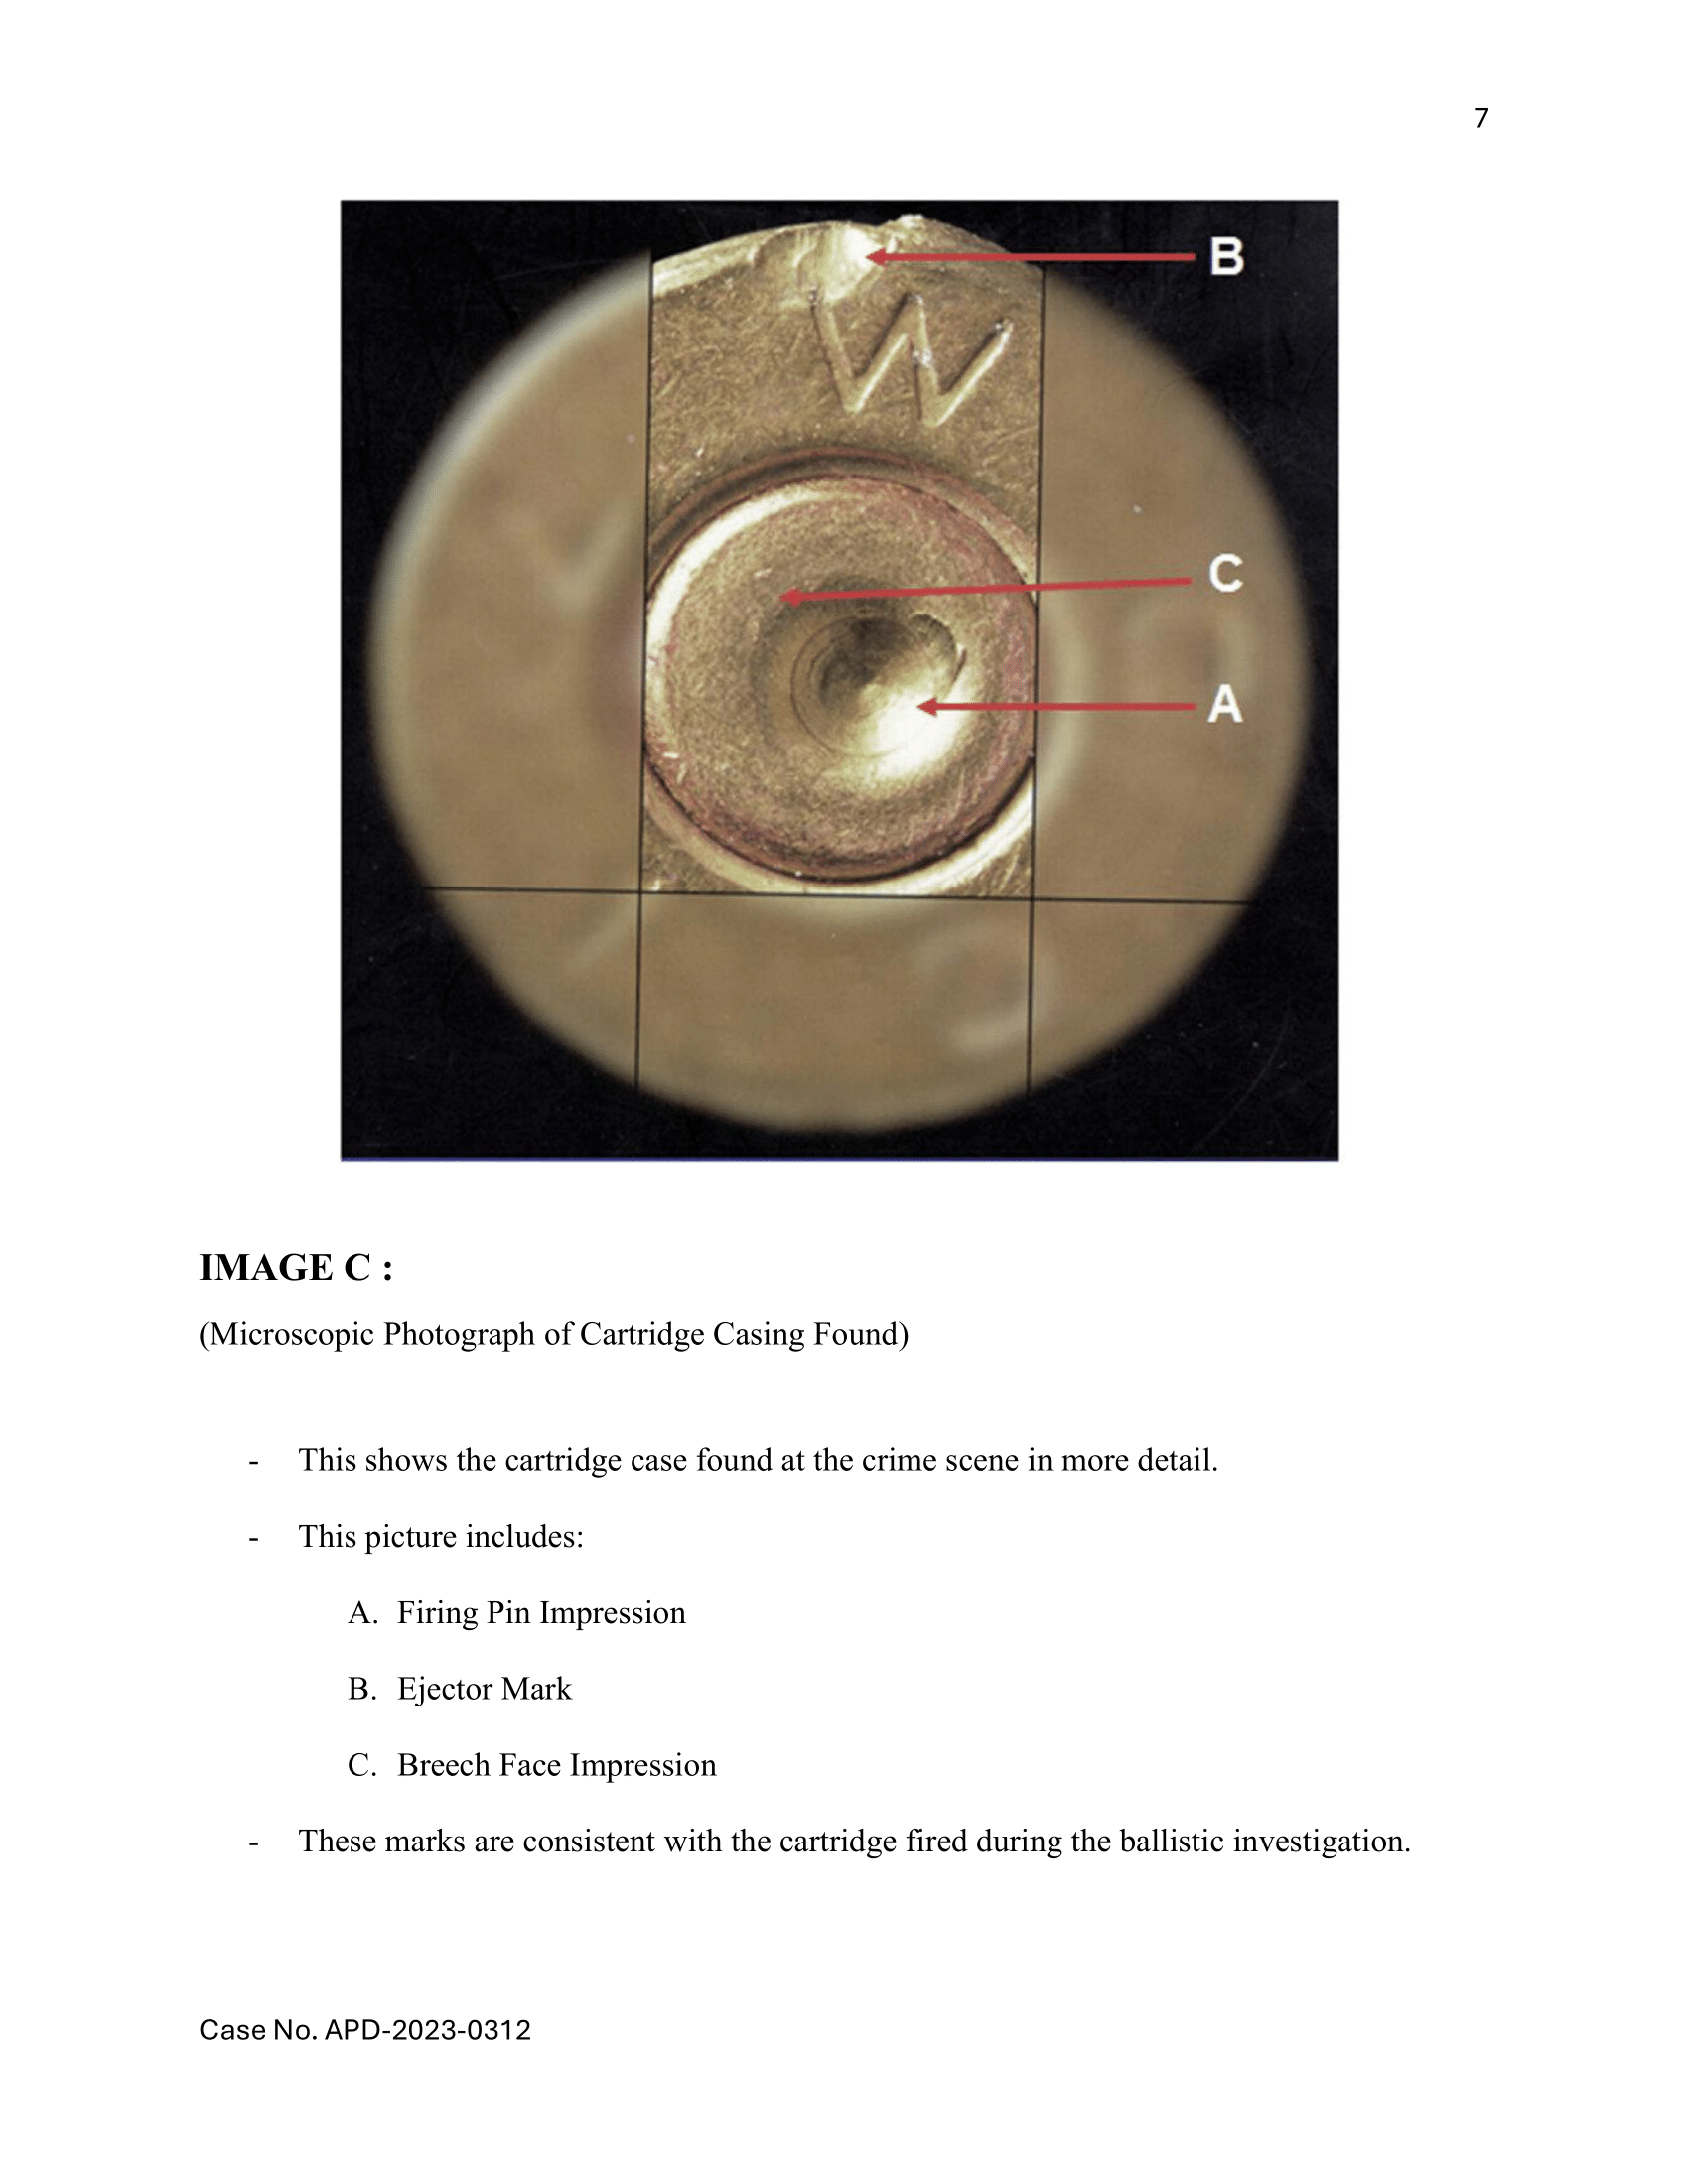 7
B
W
C
A
IMAGE C :
(Microscopic Photograph of Cartridge Casing Found)
- This shows the cartridge case found at the crime scene in more detail.
- This picture includes:
A. Firing Pin Impression
B. Ejector Mark
C. Breech Face Impression
- These marks are consistent with the cartridge fired during the ballistic investigation.
Case No. APD-2023-0312